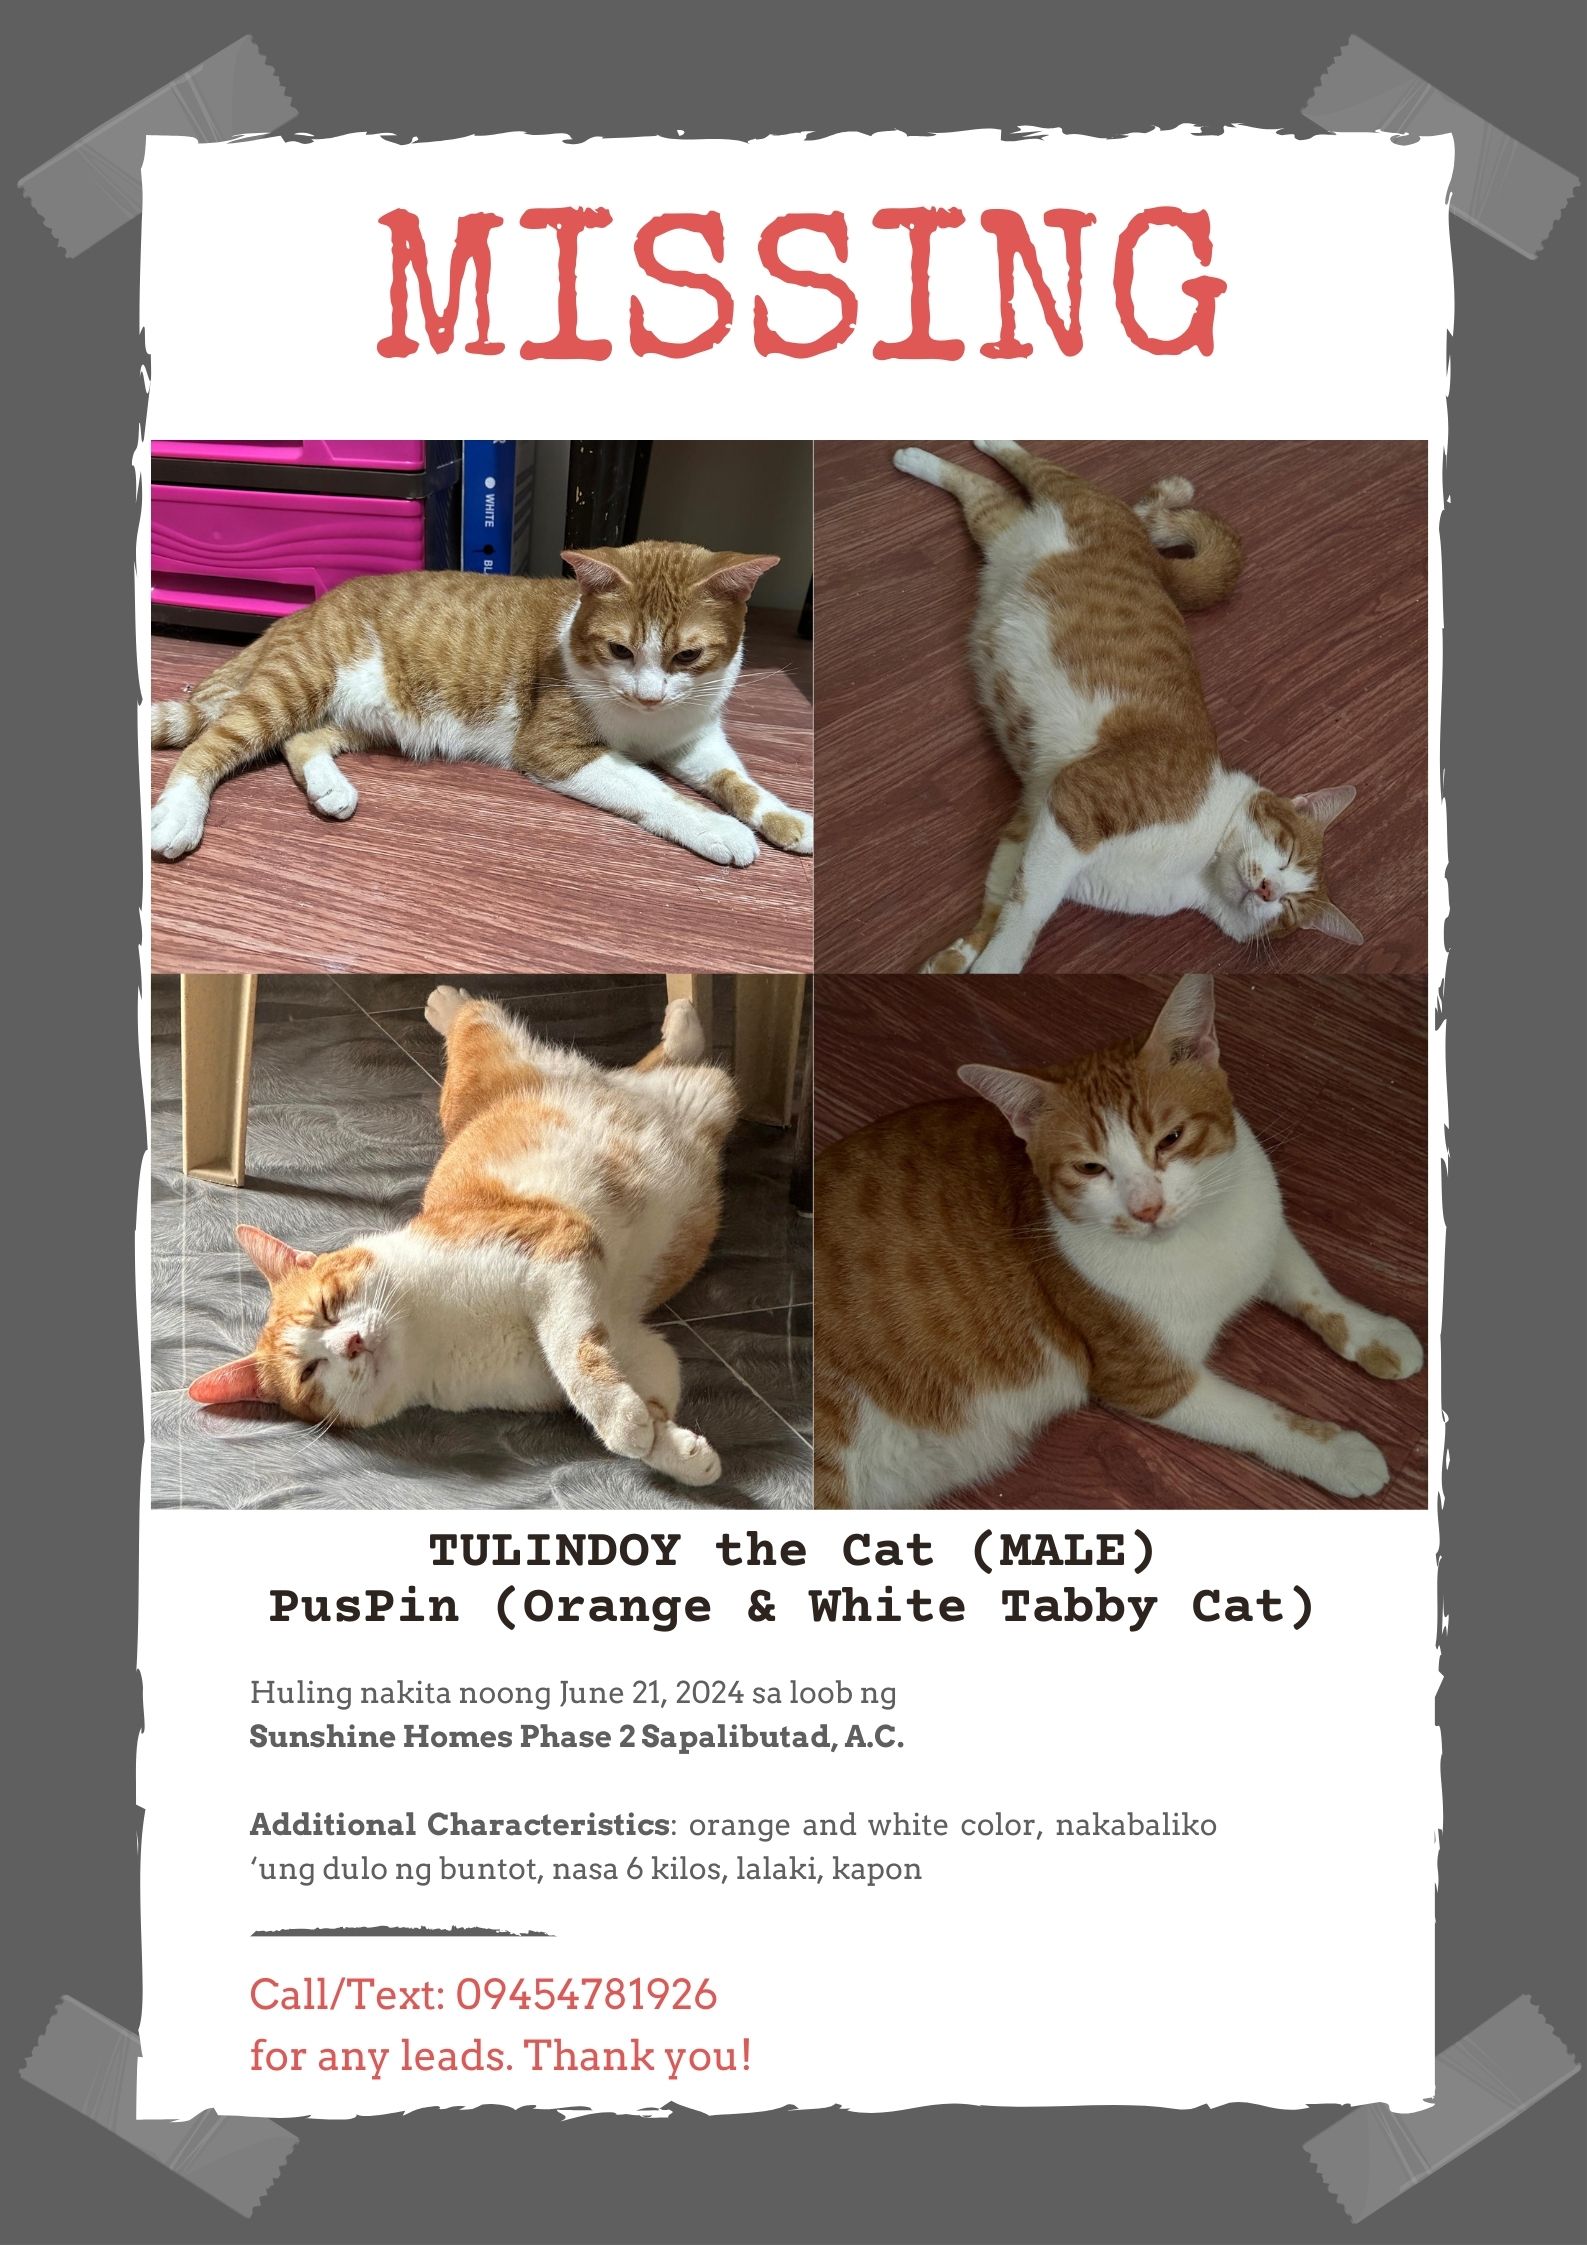 MISSING
WHITE
TULINDOY the Cat (MALE)
PusPin (Orange & White Tabby Cat)
Huling nakita noong June 21, 2024 sa loob ng
Sunshine Homes Phase 2 Sapalibutad, A.C.
Additional Characteristics: orange and white color, nakabaliko
‘ung dulo ng buntot, nasa 6 kilos, lalaki, kapon
Call/Text: 09454781926
for any leads. Thank you!